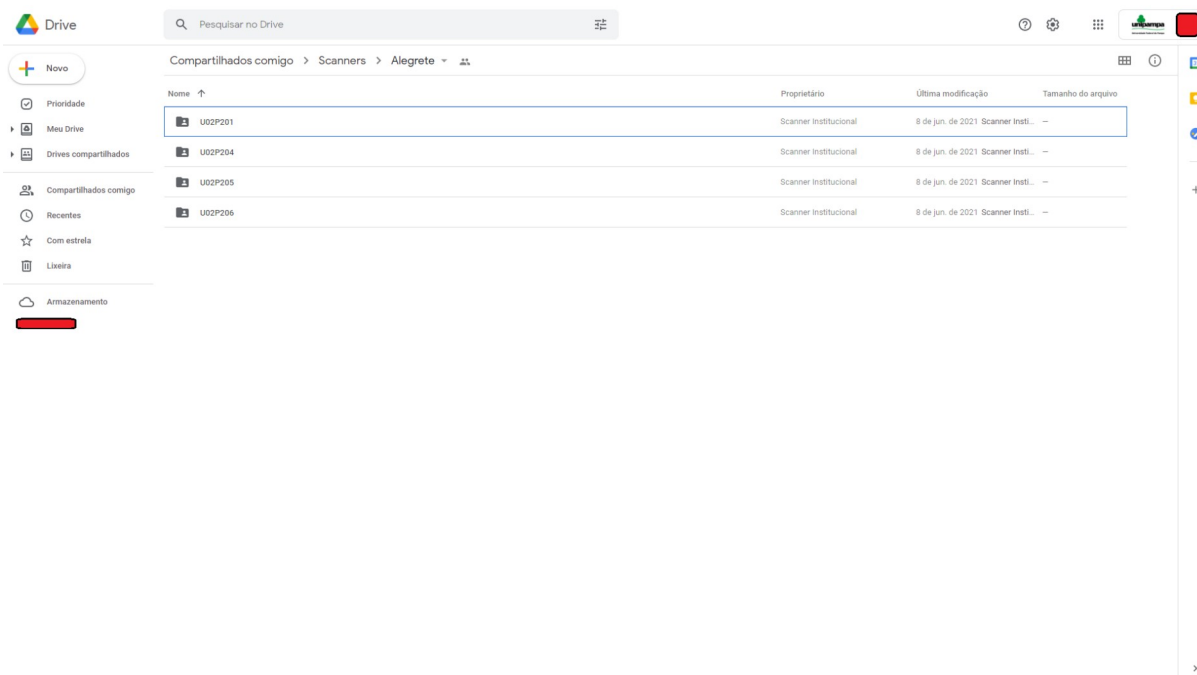 Drive
Pesquisar no Drive
unipampa
Novo
Compartilhados comigo > Scanners > Alegrete
Prioridade
Meu Drive
Drives compartilhados
Compartilhados comigo
Recentes
Com estrela
Lixeira
Armazenamento
Nome Proprietário Última modificação Tamanho do arquivo
U02P201 Scanner Institucional 8 de jun. de 2021 Scanner Insti... —
U02P204 Scanner Institucional 8 de jun. de 2021 Scanner Insti... —
U02P205 Scanner Institucional 8 de jun. de 2021 Scanner Insti... —
U02P206 Scanner Institucional 8 de jun. de 2021 Scanner Insti... —